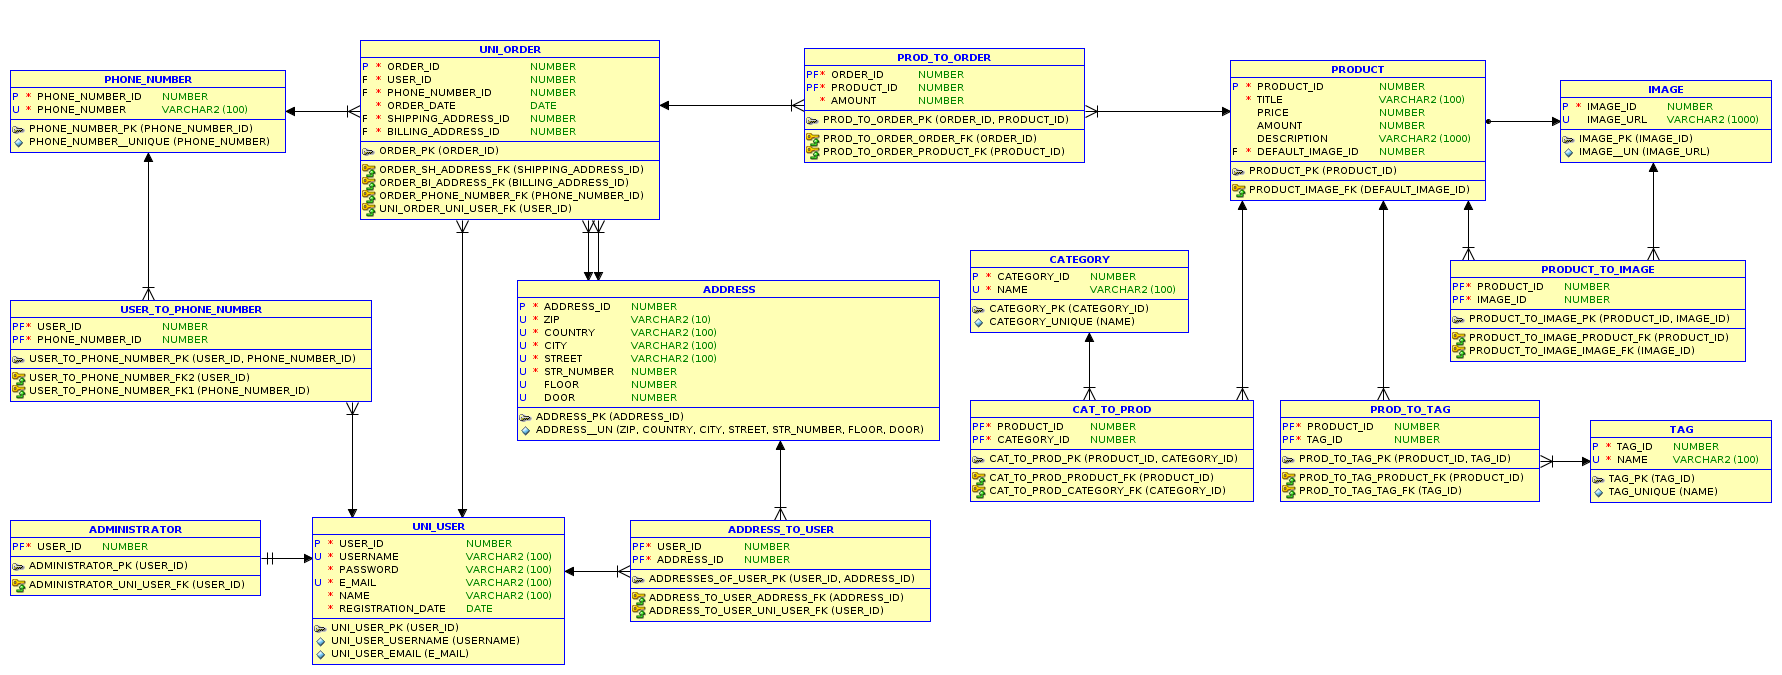 UNI_ORDER
P * ORDER_ID NUMBER
F * USER_ID NUMBER
F * PHONE_NUMBER_ID NUMBER
* ORDER_DATE DATE
F * SHIPPING_ADDRESS_ID NUMBER
F * BILLING_ADDRESS_ID NUMBER
ORDER_PK (ORDER_ID)
ORDER_SH_ADDRESS_FK (SHIPPING_ADDRESS_ID)
ORDER_BI_ADDRESS_FK (BILLING_ADDRESS_ID)
ORDER_PHONE_NUMBER_FK (PHONE_NUMBER_ID)
UNI_ORDER_UNI_USER_FK (USER_ID)
PROD_TO_ORDER
PF* ORDER_ID NUMBER
PF* PRODUCT_ID NUMBER
* AMOUNT NUMBER
PROD_TO_ORDER_PK (ORDER_ID, PRODUCT_ID)
PROD_TO_ORDER_ORDER_FK (ORDER_ID)
PROD_TO_ORDER_PRODUCT_FK (PRODUCT_ID)
PRODUCT
P * PRODUCT_ID NUMBER
* TITLE VARCHAR2 (100)
PRICE NUMBER
AMOUNT NUMBER
DESCRIPTION VARCHAR2 (1000)
F * DEFAULT_IMAGE_ID NUMBER
PRODUCT_PK (PRODUCT_ID)
PRODUCT_IMAGE_FK (DEFAULT_IMAGE_ID)
PHONE_NUMBER
P * PHONE_NUMBER_ID NUMBER
U * PHONE_NUMBER VARCHAR2 (100)
PHONE_NUMBER_PK (PHONE_NUMBER_ID)
PHONE_NUMBER__UNIQUE (PHONE_NUMBER)
IMAGE
P * IMAGE_ID NUMBER
U IMAGE_URL VARCHAR2 (1000)
IMAGE_PK (IMAGE_ID)
IMAGE__UN (IMAGE_URL)
CATEGORY
P * CATEGORY_ID NUMBER
U * NAME VARCHAR2 (100)
CATEGORY_PK (CATEGORY_ID)
CATEGORY_UNIQUE (NAME)
PRODUCT_TO_IMAGE
PF* PRODUCT_ID NUMBER
PF* IMAGE_ID NUMBER
PRODUCT_TO_IMAGE_PK (PRODUCT_ID, IMAGE_ID)
PRODUCT_TO_IMAGE_PRODUCT_FK (PRODUCT_ID)
PRODUCT_TO_IMAGE_IMAGE_FK (IMAGE_ID)
ADDRESS
P * ADDRESS_ID NUMBER
U * ZIP VARCHAR2 (10)
U * COUNTRY VARCHAR2 (100)
U * CITY VARCHAR2 (100)
U * STREET VARCHAR2 (100)
U * STR_NUMBER NUMBER
U FLOOR NUMBER
U DOOR NUMBER
ADDRESS_PK (ADDRESS_ID)
ADDRESS__UN (ZIP, COUNTRY, CITY, STREET, STR_NUMBER, FLOOR, DOOR)
USER_TO_PHONE_NUMBER
PF* USER_ID NUMBER
PF* PHONE_NUMBER_ID NUMBER
USER_TO_PHONE_NUMBER_PK (USER_ID, PHONE_NUMBER_ID)
USER_TO_PHONE_NUMBER_FK2 (USER_ID)
USER_TO_PHONE_NUMBER_FK1 (PHONE_NUMBER_ID)
CAT_TO_PROD
PF* PRODUCT_ID NUMBER
PF* CATEGORY_ID NUMBER
CAT_TO_PROD_PK (PRODUCT_ID, CATEGORY_ID)
CAT_TO_PROD_PRODUCT_FK (PRODUCT_ID)
CAT_TO_PROD_CATEGORY_FK (CATEGORY_ID)
PROD_TO_TAG
PF* PRODUCT_ID NUMBER
PF* TAG_ID NUMBER
PROD_TO_TAG_PK (PRODUCT_ID, TAG_ID)
PROD_TO_TAG_PRODUCT_FK (PRODUCT_ID)
PROD_TO_TAG_TAG_FK (TAG_ID)
TAG
P * TAG_ID NUMBER
U * NAME VARCHAR2 (100)
TAG_PK (TAG_ID)
TAG_UNIQUE (NAME)
ADMINISTRATOR
PF* USER_ID NUMBER
ADMINISTRATOR_PK (USER_ID)
ADMINISTRATOR_UNI_USER_FK (USER_ID)
UNI_USER
P * USER_ID NUMBER
U * USERNAME VARCHAR2 (100)
* PASSWORD VARCHAR2 (100)
U * E_MAIL VARCHAR2 (100)
* NAME VARCHAR2 (100)
* REGISTRATION_DATE DATE
UNI_USER_PK (USER_ID)
UNI_USER_USERNAME (USERNAME)
UNI_USER_EMAIL (E_MAIL)
ADDRESS_TO_USER
PF* USER_ID NUMBER
PF* ADDRESS_ID NUMBER
ADDRESSES_OF_USER_PK (USER_ID, ADDRESS_ID)
ADDRESS_TO_USER_ADDRESS_FK (ADDRESS_ID)
ADDRESS_TO_USER_UNI_USER_FK (USER_ID)